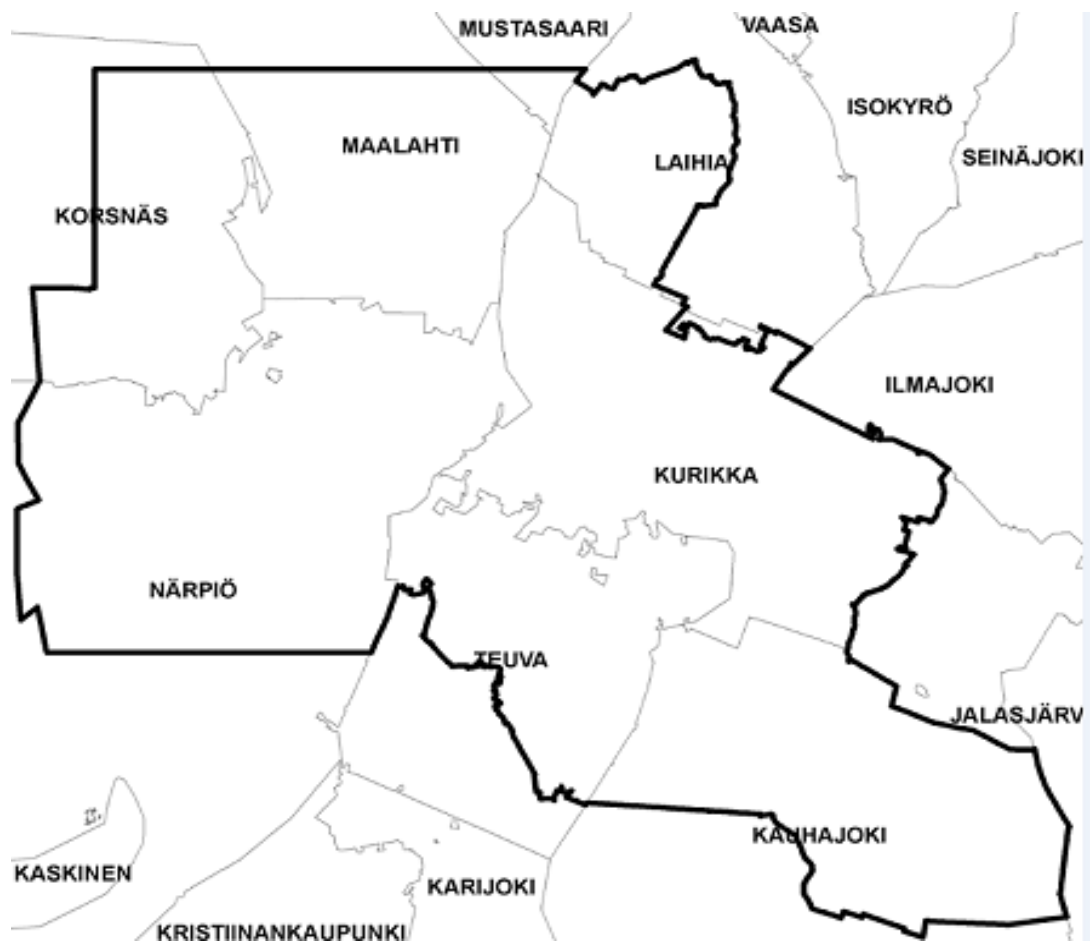 MUSTASAARI
VAASA
ISOKYRÖ
MAALAHTI
LAIHIA
SEINÄJOKI
KORSNÄS
ILMAJOKI
KURIKKA
NÄRPIÖ
TEUVA
JALASJÄRV
KAUHAJOKI
KASKINEN
KARIJOKI
KRISTIINANKAUPUNKI